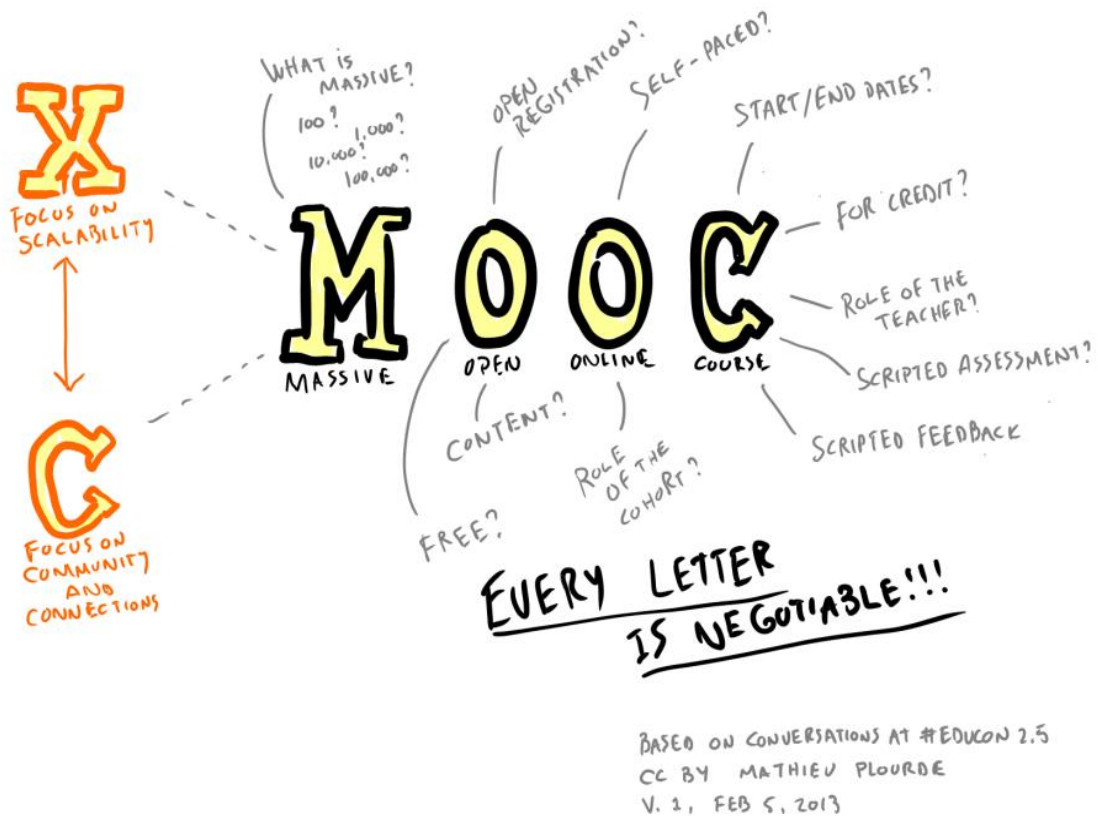 X
FOCUS ON
SCALABILITY
C
FOCUS ON
COMMUNITY
AND
CONNECTIONS
WHAT is
MASSIVE?
100?
1,000?
10,000?
100,000?
OPEN
REGISTRATION?
SELF-PACED?
START/END DATES?
FOR CREDIT?
ROLE OF THE
TEACHER?
SCRIPTED ASSESSMENT?
SCRIPTED FEEDBACK
MOOC
MASSIVE
OPEN
ONLINE
COURSE
CONTENT?
FREE?
ROLE
OF THE
COHORT?
EVERY LETTER
IS NEGOTIABLE!!!
BASED ON CONVERSATIONS AT #EDUCON 2.5
CC BY MATHIEU PLOURDE
V. 1, FEB 5, 2013